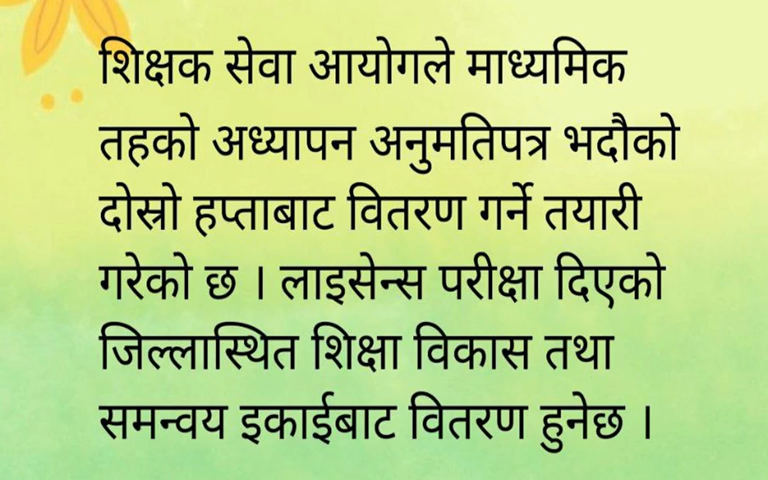 शिक्षक सेवा आयोगले माध्यमिक
तहको अध्यापन अनुमतिपत्र भदौको
दोस्रो हप्ताबाट वितरण गर्ने तयारी
गरेको छ । लाइसेन्स परीक्षा दिएको
जिल्लास्थित शिक्षा विकास तथा
समन्वय इकाईबाट वितरण हुनेछ ।